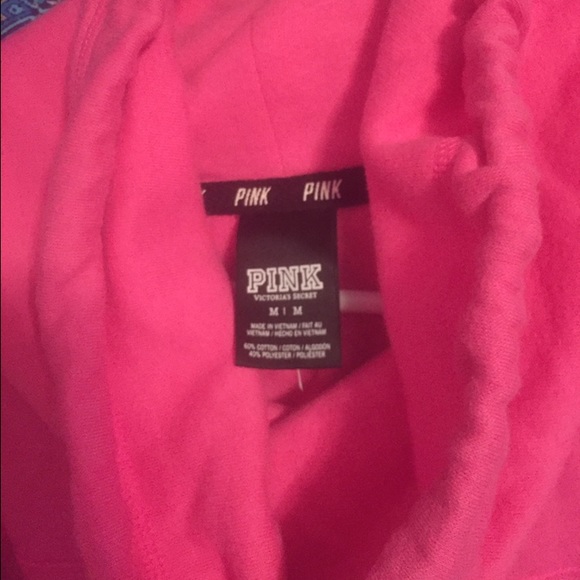 PINK PINK
PINK
VICTORIA'S SECRET
M | M
MADE IN VIETNAM / FAIT AU
VIETNAM / HECHO EN VIETNAM
60% COTTON / COTON / ALGODÓN
40% POLYESTER / POLYÉSTER